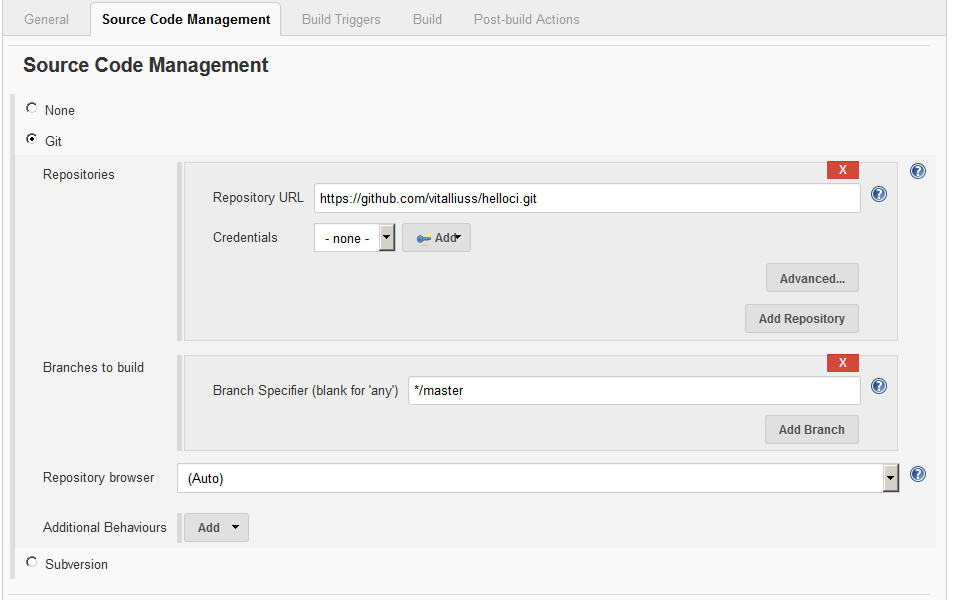 General Source Code Management Build Triggers Build Post-build Actions
Source Code Management
None
Git
Repositories
X
Repository URL https://github.com/vitalliuss/helloci.git
Credentials - none - Add
Advanced...
Add Repository
Branches to build
X
Branch Specifier (blank for 'any') */master
Add Branch
Repository browser (Auto)
Additional Behaviours Add
Subversion